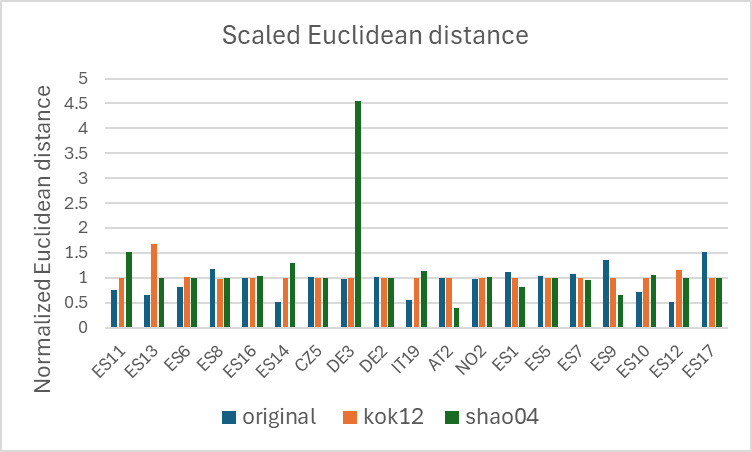 Scaled Euclidean distance
Normalized Euclidean distance
5
4.5
4
3.5
3
2.5
2
1.5
1
0.5
0
ES11 ES13 ES6 ES8 ES16 ES14 CZ5 DE3 DE2 IT19 AT2 NO2 ES1 ES5 ES7 ES9 ES10 ES12 ES17
original kok12 shao04